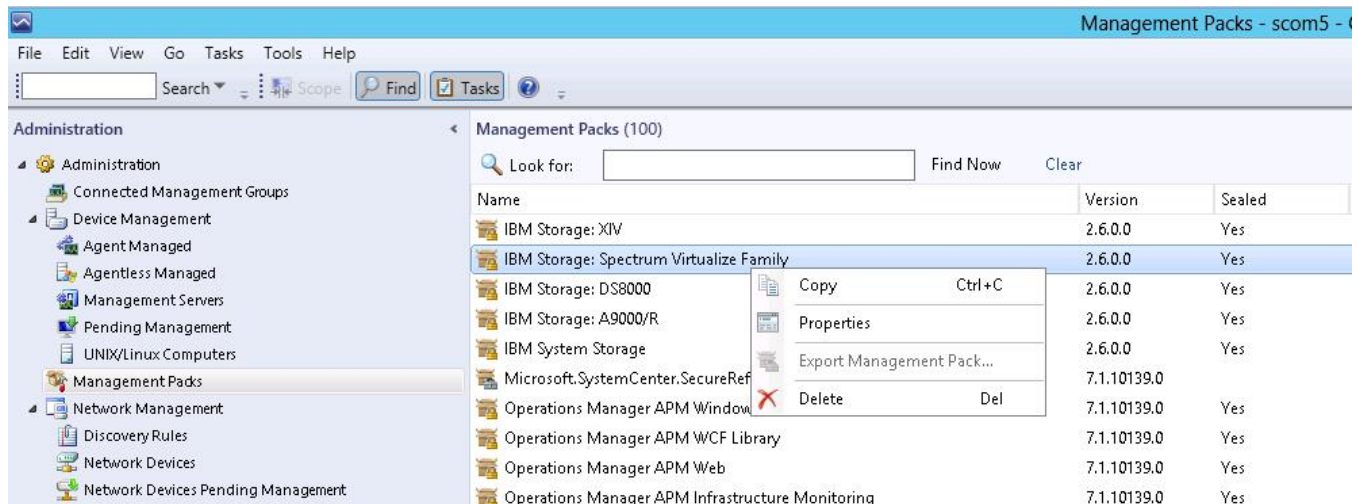 Management Packs - scom5 -
File Edit View Go Tasks Tools Help
Search Scope Find Tasks
Administration
Administration
Connected Management Groups
Device Management
Agent Managed
Agentless Managed
Management Servers
Pending Management
UNIX/Linux Computers
Management Packs
Network Management
Discovery Rules
Network Devices
Network Devices Pending Management
Management Packs (100)
Look for: Find Now Clear
Name Version Sealed
IBM Storage: XIV 2.6.0.0 Yes
IBM Storage: Spectrum Virtualize Family 2.6.0.0 Yes
IBM Storage: DS8000 2.6.0.0 Yes
IBM Storage: A9000/R 2.6.0.0 Yes
IBM System Storage 2.6.0.0 Yes
Microsoft.SystemCenter.SecureRef 7.1.10139.0
Operations Manager APM Window 7.1.10139.0 Yes
Operations Manager APM WCF Library 7.1.10139.0 Yes
Operations Manager APM Web 7.1.10139.0 Yes
Operations Manager APM Infrastructure Monitoring 7.1.10139.0 Yes
Copy Ctrl+C
Properties
Export Management Pack...
Delete Del